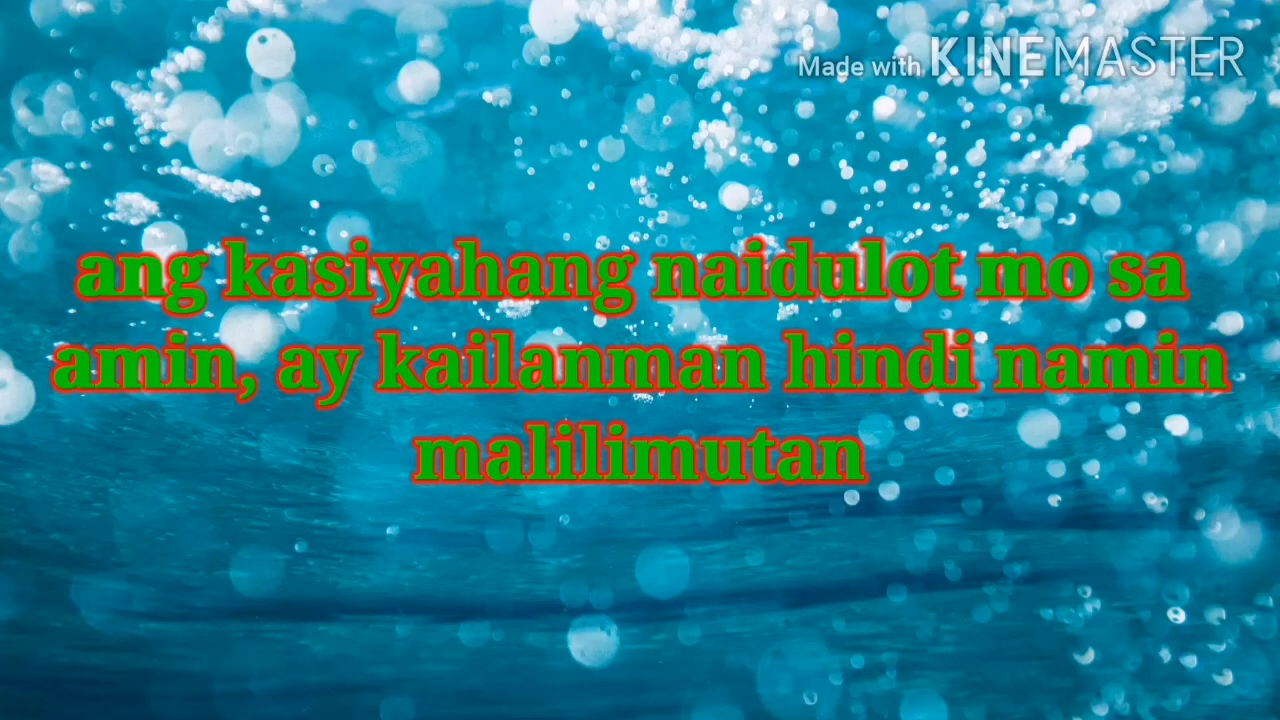 Made with KINEMASTER
ang kasiyahang naidulot mo sa
amin, ay kailanman hindi namin
malilimutan